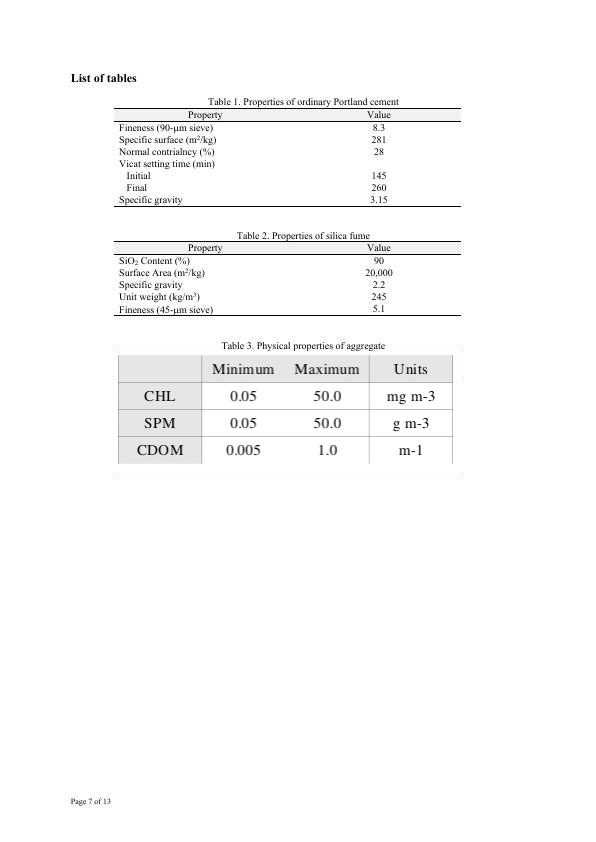 List of tables
Table 1. Properties of ordinary Portland cement
Property Value
Fineness (90-μm sieve) 8.3
Specific surface (m²/kg) 281
Normal contrialncy (%) 28
Vicat setting time (min)
Initial 145
Final 260
Specific gravity 3.15
Table 2. Properties of silica fume
Property Value
SiO₂ Content (%) 90
Surface Area (m²/kg) 20,000
Specific gravity 2.2
Unit weight (kg/m³) 245
Fineness (45-μm sieve) 5.1
Table 3. Physical properties of aggregate
Minimum Maximum Units
CHL 0.05 50.0 mg m-3
SPM 0.05 50.0 g m-3
CDOM 0.005 1.0 m-1
Page 7 of 13